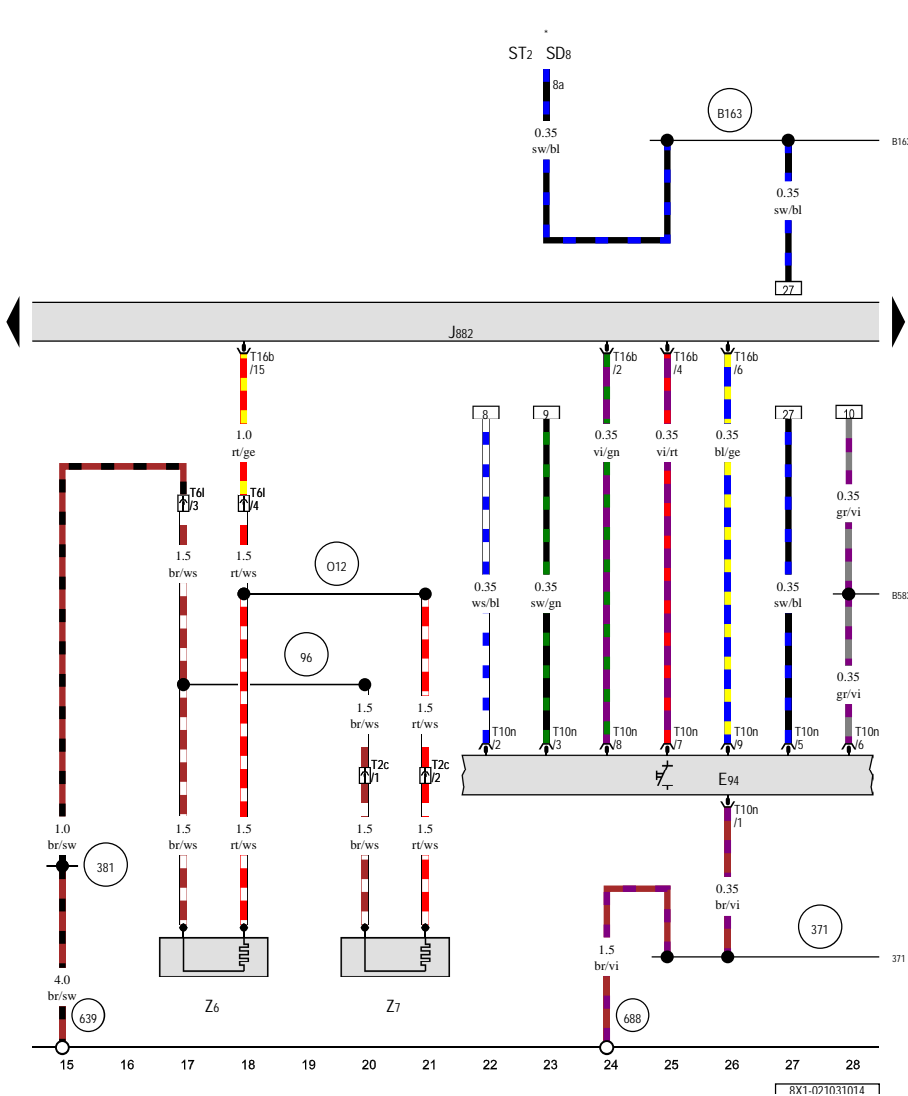 ST2 SD8
8a
B163
0.35
sw/bl
0.35
sw/bl
27
J882
T16b
/15
T16b
/2
T16b
/4
T16b
/6
8
9
27
10
1.0
rt/ge
0.35
vi/gn
0.35
vi/rt
0.35
bl/ge
T6l
/3
T6l
/4
0.35
gr/vi
1.5
br/ws
1.5
rt/ws
O12
0.35
ws/bl
0.35
sw/gn
0.35
sw/bl
B583
96
0.35
gr/vi
1.5
br/ws
1.5
rt/ws
T10n
/2
T10n
/3
T10n
/8
T10n
/7
T10n
/9
T10n
/5
T10n
/6
T2c
/1
T2c
/2
E94
T10n
/1
1.0
br/sw
1.5
br/ws
1.5
rt/ws
1.5
br/ws
1.5
rt/ws
381
0.35
br/vi
371
1.5
br/vi
371
4.0
br/sw
Z6
Z7
639
688
15 16 17 18 19 20 21 22 23 24 25 26 27 28
8X1-021031014